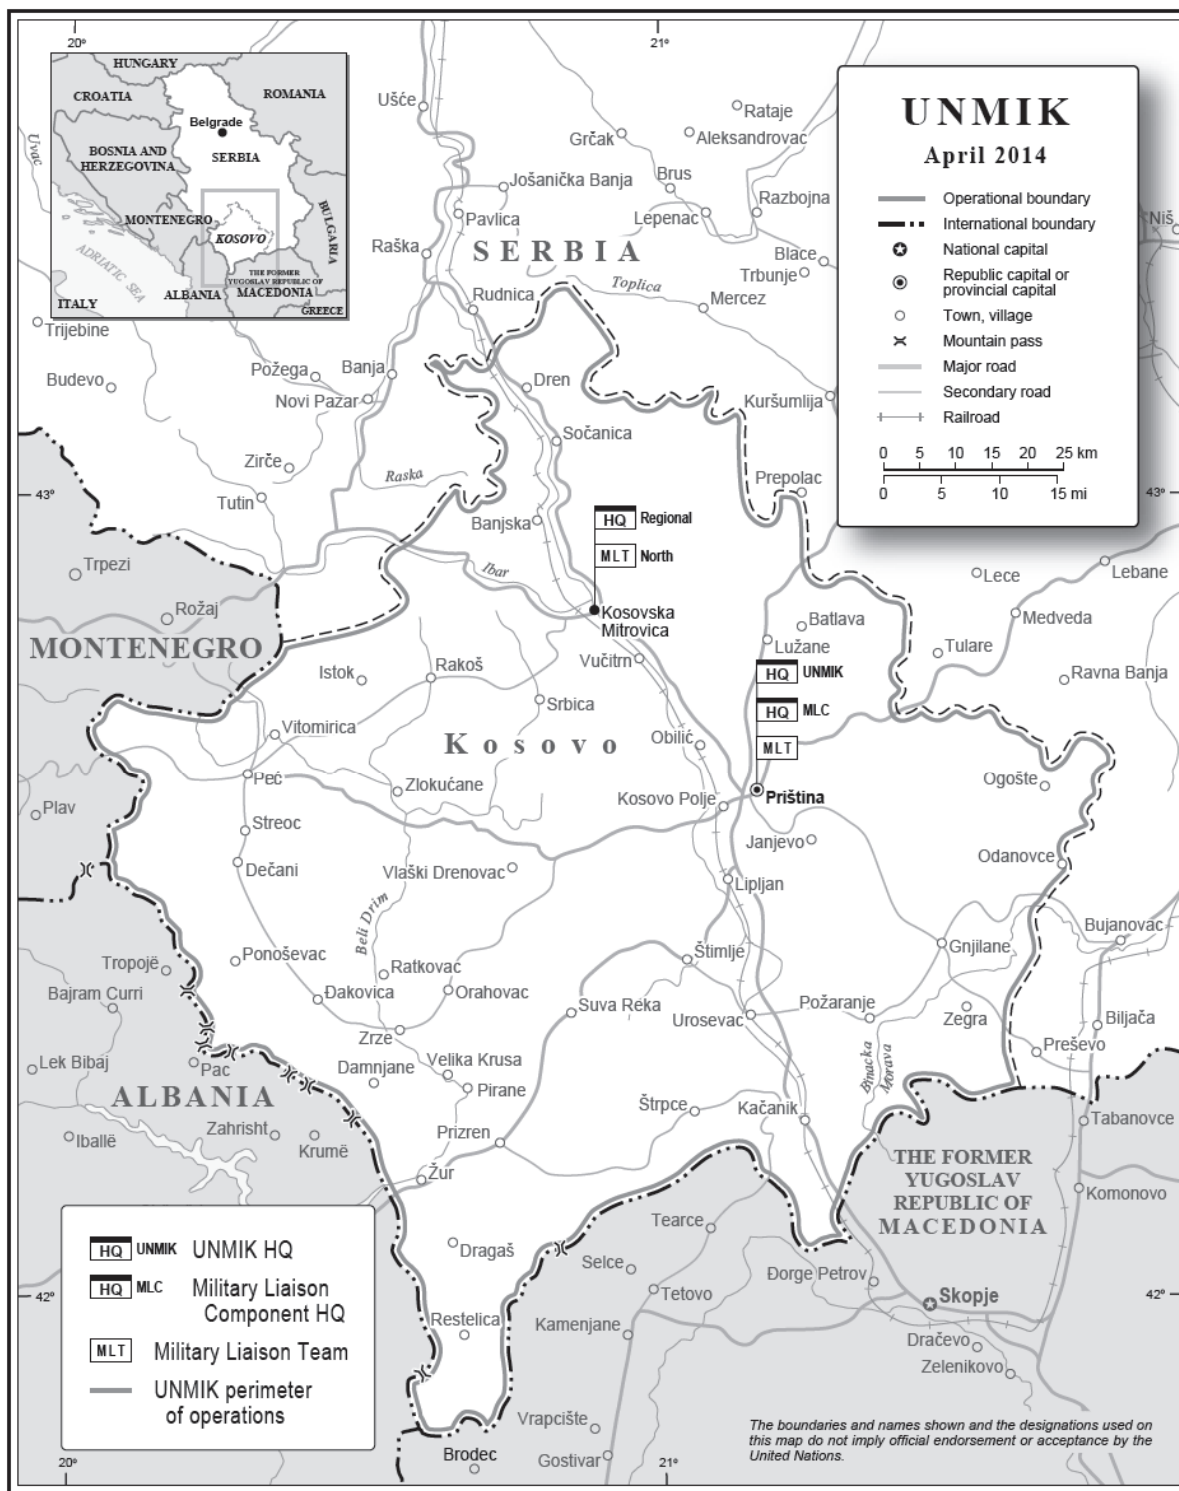 20°
21°
HUNGARY
CROATIA
ROMANIA
Belgrade
BOSNIA AND
HERZEGOVINA
SERBIA
MONTENEGRO
KOSOVO
BULGARIA
ADRIATIC SEA
THE FORMER
YUGOSLAV REPUBLIC OF
MACEDONIA
ALBANIA
ITALY
GREECE
UNMIK
April 2014
Operational boundary
International boundary
National capital
Republic capital or
provincial capital
Town, village
Mountain pass
Major road
Secondary road
Railroad
0 5 10 15 20 25 km
0 5 10 15 mi
Uvac
Ušće
Rataje
Grčak
Aleksandrovac
Brus
Jošanička Banja
Razbojna
Lepenac
Pavlica
Niš
Raška
SERBIA
Blace
Trbunje
Toplica
Rudnica
Mercez
Trijebine
Požega
Banja
Budevo
Dren
Novi Pazar
Kuršumlija
Sočanica
Zirče
Raska
Prepolac
43°
43°
Tutin
Banjska
HQ Regional
MLT North
Ibar
Trpezi
Lece
Lebane
Rožaj
Kosovska
Mitrovica
Batlava
Medveda
MONTENEGRO
Lužane
Tulare
Vučitrn
Istok
Rakoš
HQ UNMIK
Ravna Banja
Srbica
HQ MLC
Vitomirica
Kosovo
Obilić
MLT
Peć
Zlokućane
Ogošte
Plav
Kosovo Polje
Priština
Streoc
Janjevo
Dečani
Vlaški Drenovac
Odanovce
Lipljan
Beli Drim
Bujanovac
Gnjilane
Ponoševac
Štimlje
Tropojë
Ratkovac
Bajram Curri
Đakovica
Orahovac
Suva Reka
Požaranje
Urosevac
Zegra
Biljača
Zrze
Preševo
Lek Bibaj
Pac
Damnjane
Velika Krusa
Binacka
Morava
Pirane
ALBANIA
Štrpce
Kačanik
Tabanovce
Iballë
Zahrisht
Krumë
Prizren
THE FORMER
YUGOSLAV
REPUBLIC OF
MACEDONIA
Žur
Komonovo
Tearce
Dragaš
Selce
Đorge Petrov
Tetovo
Skopje
42°
42°
Restelica
Kamenjane
Dračevo
Zelenikovo
Vrapcište
Brodec
Gostivar
HQ UNMIK UNMIK HQ
HQ MLC Military Liaison
Component HQ
MLT Military Liaison Team
UNMIK perimeter
of operations
The boundaries and names shown and the designations used on
this map do not imply official endorsement or acceptance by the
United Nations.
20°
21°